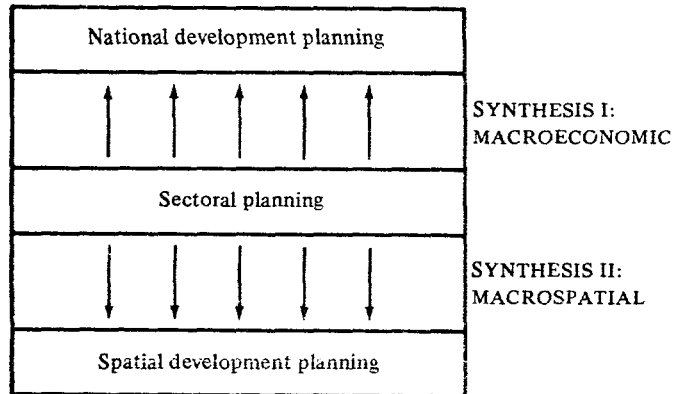 National development planning
SYNTHESIS I:
MACROECONOMIC
Sectoral planning
SYNTHESIS II:
MACROSPATIAL
Spatial development planning